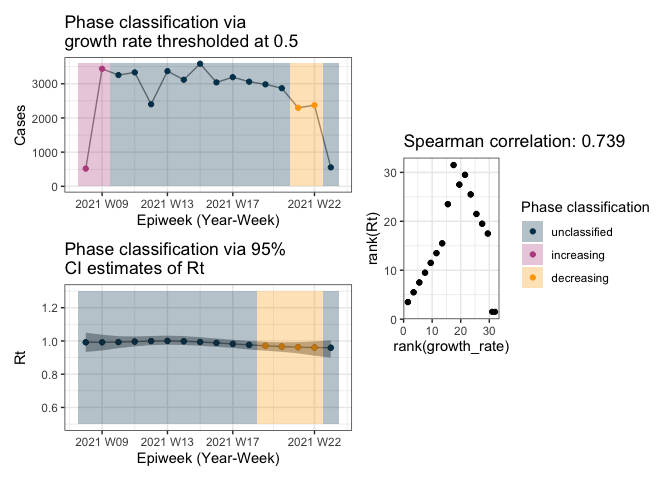 Phase classification via
growth rate thresholded at 0.5
3000
2000
1000
0
Cases
2021 W09
2021 W13
2021 W17
2021 W22
Epiweek (Year-Week)
Phase classification via 95%
CI estimates of Rt
1.2
1.0
0.8
0.6
Rt
2021 W09
2021 W13
2021 W17
2021 W22
Epiweek (Year-Week)
Spearman correlation: 0.739
30
20
10
0
rank(Rt)
0
10
20
30
rank(growth_rate)
Phase classification
unclassified
increasing
decreasing